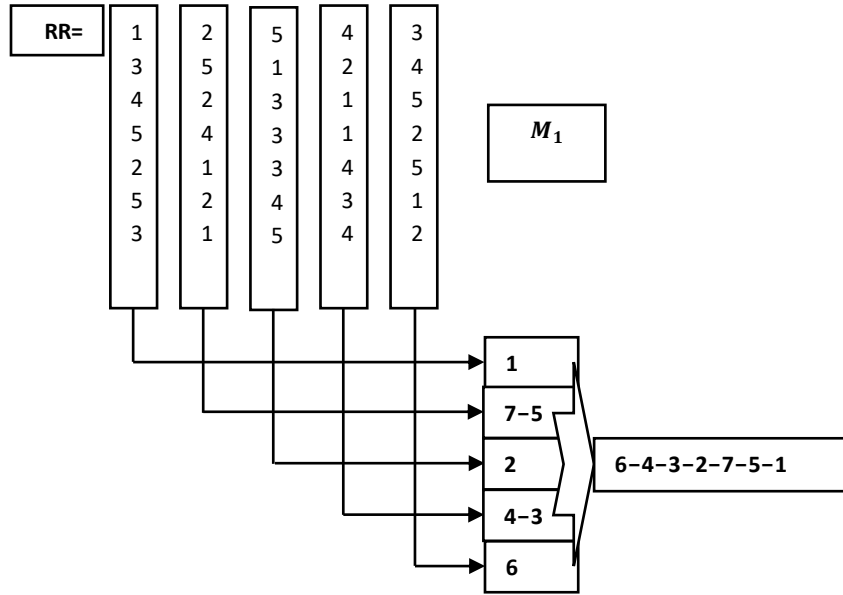 RR= 1 2 5 4 3
3 5 1 2 4
4 2 3 1 5
5 4 3 1 2
2 1 3 4 5
5 2 4 3 1
3 1 5 4 2
M₁
1
7–5
2
4–3
6
6–4–3–2–7–5–1